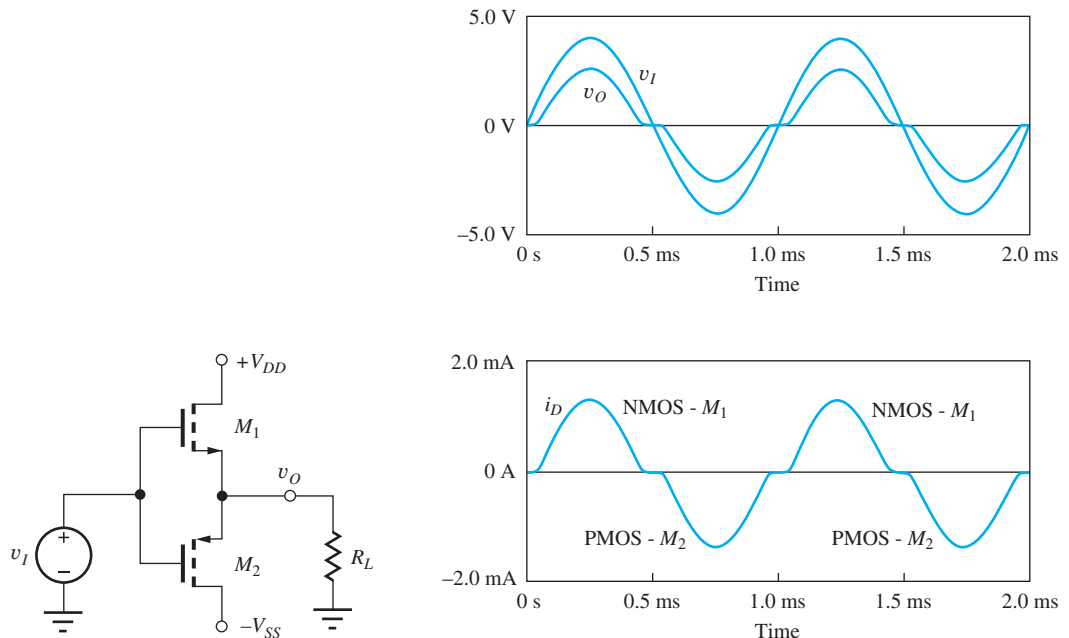 5.0 V
v_I
v_O
0 V
–5.0 V
0 s
0.5 ms
1.0 ms
1.5 ms
2.0 ms
Time
+V_DD
M_1
v_O
v_I
+
–
M_2
R_L
–V_SS
2.0 mA
i_D
NMOS - M_1
NMOS - M_1
0 A
PMOS - M_2
PMOS - M_2
–2.0 mA
0 s
0.5 ms
1.0 ms
1.5 ms
2.0 ms
Time